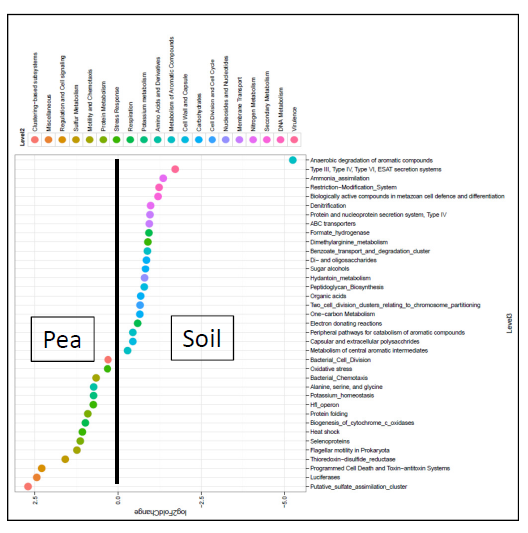 Level2
Clustering-based subsystems
Miscellaneous
Regulation and Cell signaling
Sulfur Metabolism
Motility and Chemotaxis
Protein Metabolism
Stress Response
Respiration
Potassium metabolism
Amino Acids and Derivatives
Metabolism of Aromatic Compounds
Cell Wall and Capsule
Carbohydrates
Cell Division and Cell Cycle
Nucleosides and Nucleotides
Membrane Transport
Nitrogen Metabolism
Secondary Metabolism
DNA Metabolism
Virulence
Anaerobic degradation of aromatic compounds
Type III, Type IV, Type VI, ESAT secretion systems
Ammonia_assimilation
Restriction-Modification_System
Biologically active compounds in metazoan cell defence and differentiation
Denitrification
Protein and nucleoprotein secretion system, Type IV
ABC transporters
Formate_hydrogenase
Dimethylarginine_metabolism
Benzoate_transport_and_degradation_cluster
Di- and oligosaccharides
Sugar alcohols
Hydantoin_metabolism
Peptidoglycan_Biosynthesis
Organic acids
Two_cell_division_clusters_relating_to_chromosome_partitioning
One-carbon Metabolism
Electron donating reactions
Peripheral pathways for catabolism of aromatic compounds
Capsular and extracellular polysacchrides
Metabolism of central aromatic intermediates
Bacterial_Cell_Division
Oxidative stress
Bacterial_Chemotaxis
Alanine, serine, and glycine
Potassium_homeostasis
Hfl_operon
Protein folding
Biogenesis_of_cytochrome_c_oxidases
Heat shock
Selenoproteins
Flagellar motility in Prokaryota
Thioredoxin-disulfide_reductase
Programmed Cell Death and Toxin-antitoxin Systems
Luciferases
Putative_sulfate_assimilation_cluster
Level3
Pea
Soil
2.5
0.0
-2.5
-5.0
log2FoldChange